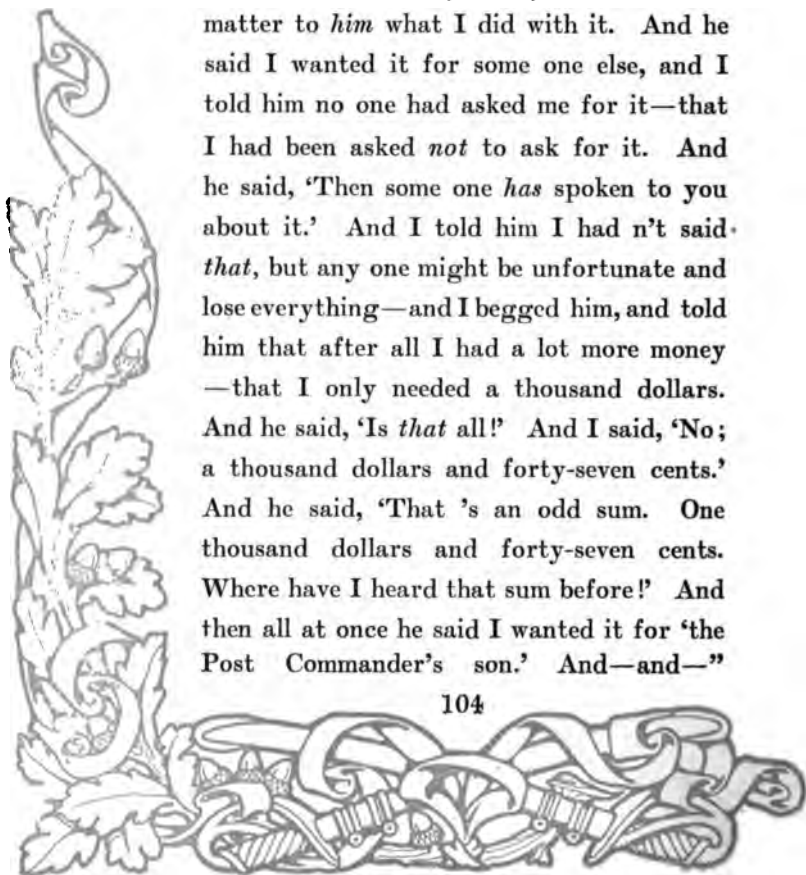 matter to him what I did with it. And he
said I wanted it for some one else, and I
told him no one had asked me for it—that
I had been asked not to ask for it. And
he said, ‘Then some one has spoken to you
about it.’ And I told him I had n’t said
that, but any one might be unfortunate and
lose everything—and I begged him, and told
him that after all I had a lot more money
—that I only needed a thousand dollars.
And he said, ‘Is that all!’ And I said, ‘No;
a thousand dollars and forty-seven cents.’
And he said, ‘That ’s an odd sum. One
thousand dollars and forty-seven cents.
Where have I heard that sum before!’ And
then all at once he said I wanted it for ‘the
Post Commander’s son.’ And—and—”
104